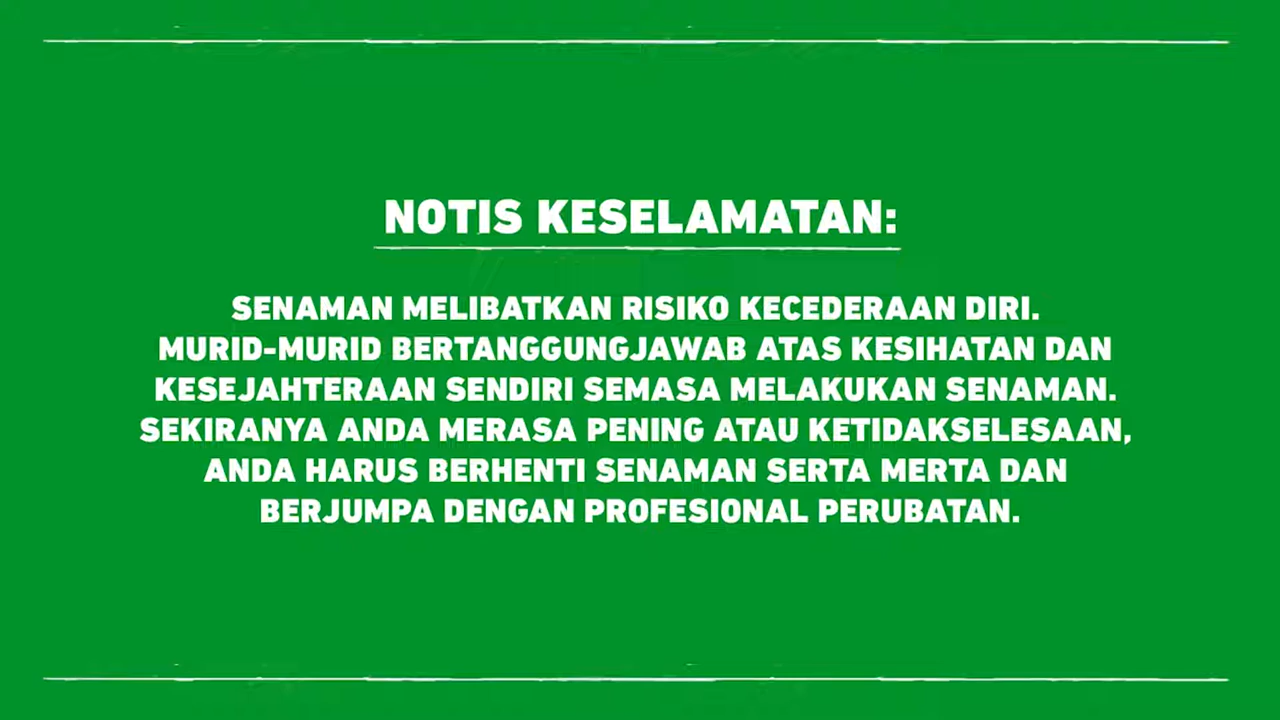 NOTIS KESELAMATAN:
SENAMAN MELIBATKAN RISIKO KECEDERAAN DIRI.
MURID-MURID BERTANGGUNGJAWAB ATAS KESIHATAN DAN
KESEJAHTERAAN SENDIRI SEMASA MELAKUKAN SENAMAN.
SEKIRANYA ANDA MERASA PENING ATAU KETIDAKSELESAAN,
ANDA HARUS BERHENTI SENAMAN SERTA MERTA DAN
BERJUMPA DENGAN PROFESIONAL PERUBATAN.